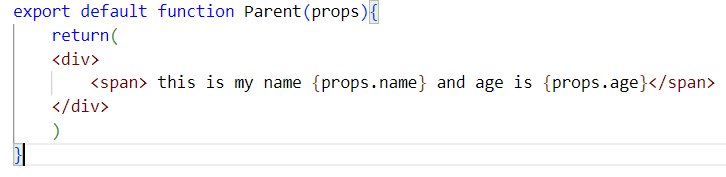 export default function Parent(props){
return(
<div>
<span> this is my name {props.name} and age is {props.age}</span>
</div>
)
}